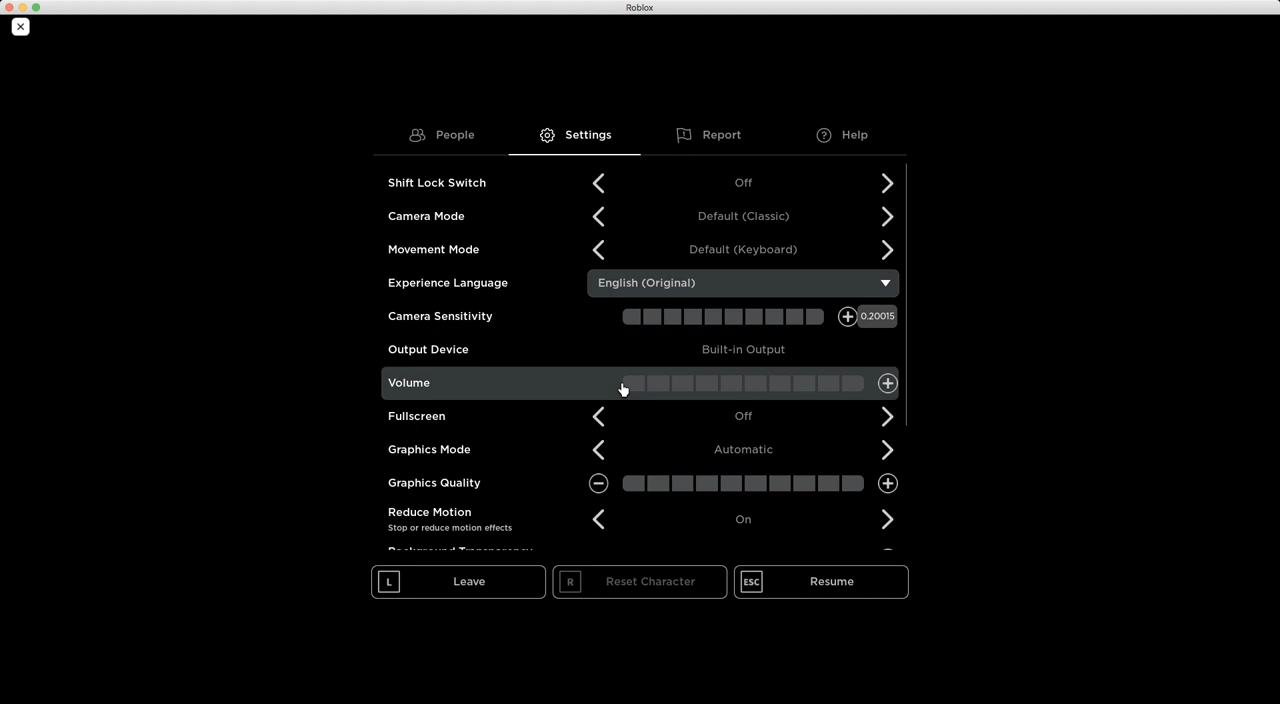 Roblox
People
Settings
Report
Help
Shift Lock Switch
Off
Camera Mode
Default (Classic)
Movement Mode
Default (Keyboard)
Experience Language
English (Original)
Camera Sensitivity
0.20015
Output Device
Built-in Output
Volume
Fullscreen
Off
Graphics Mode
Automatic
Graphics Quality
Reduce Motion
On
Stop or reduce motion effects
Background Transparency
L
Leave
R
Reset Character
ESC
Resume